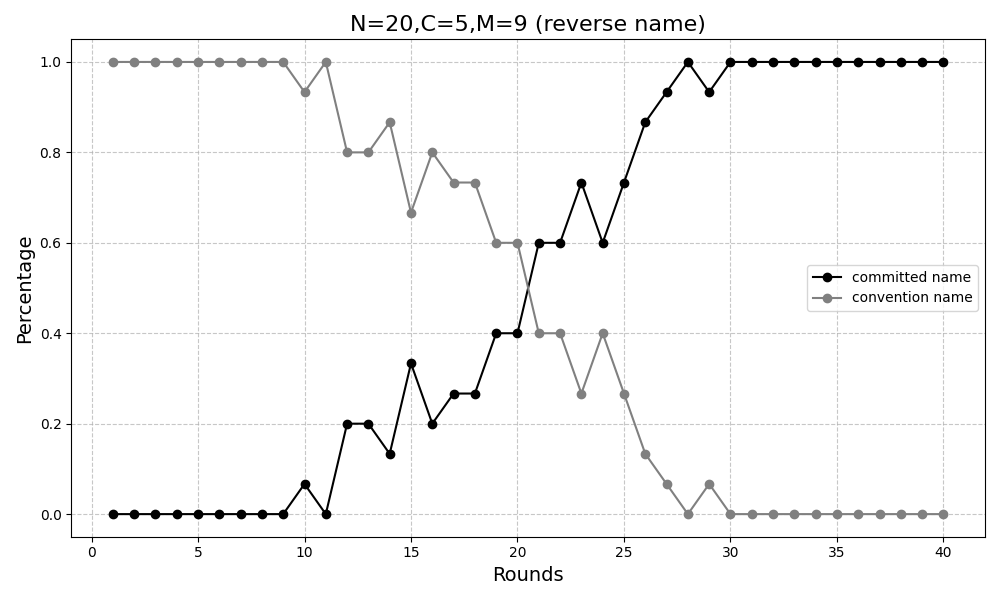 N=20,C=5,M=9 (reverse name)
Percentage
1.0
0.8
0.6
0.4
0.2
0.0
committed name
convention name
0 5 10 15 20 25 30 35 40
Rounds